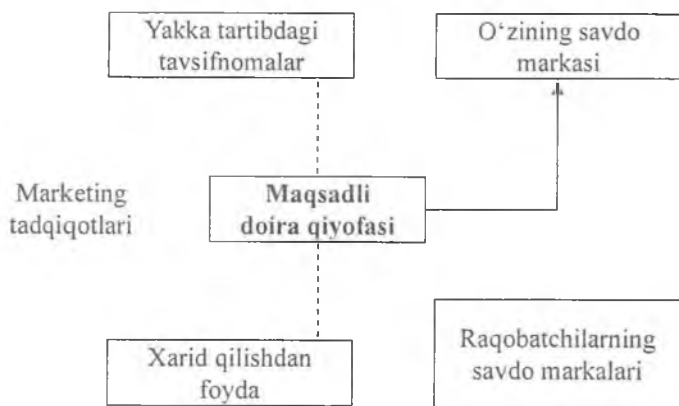 Yakka tartibdagi
tavsifnomalar
O‘zining savdo
markasi
Marketing
tadqiqotlari
Maqsadli
doira qiyofasi
Xarid qilishdan
foyda
Raqobatchilarning
savdo markalari